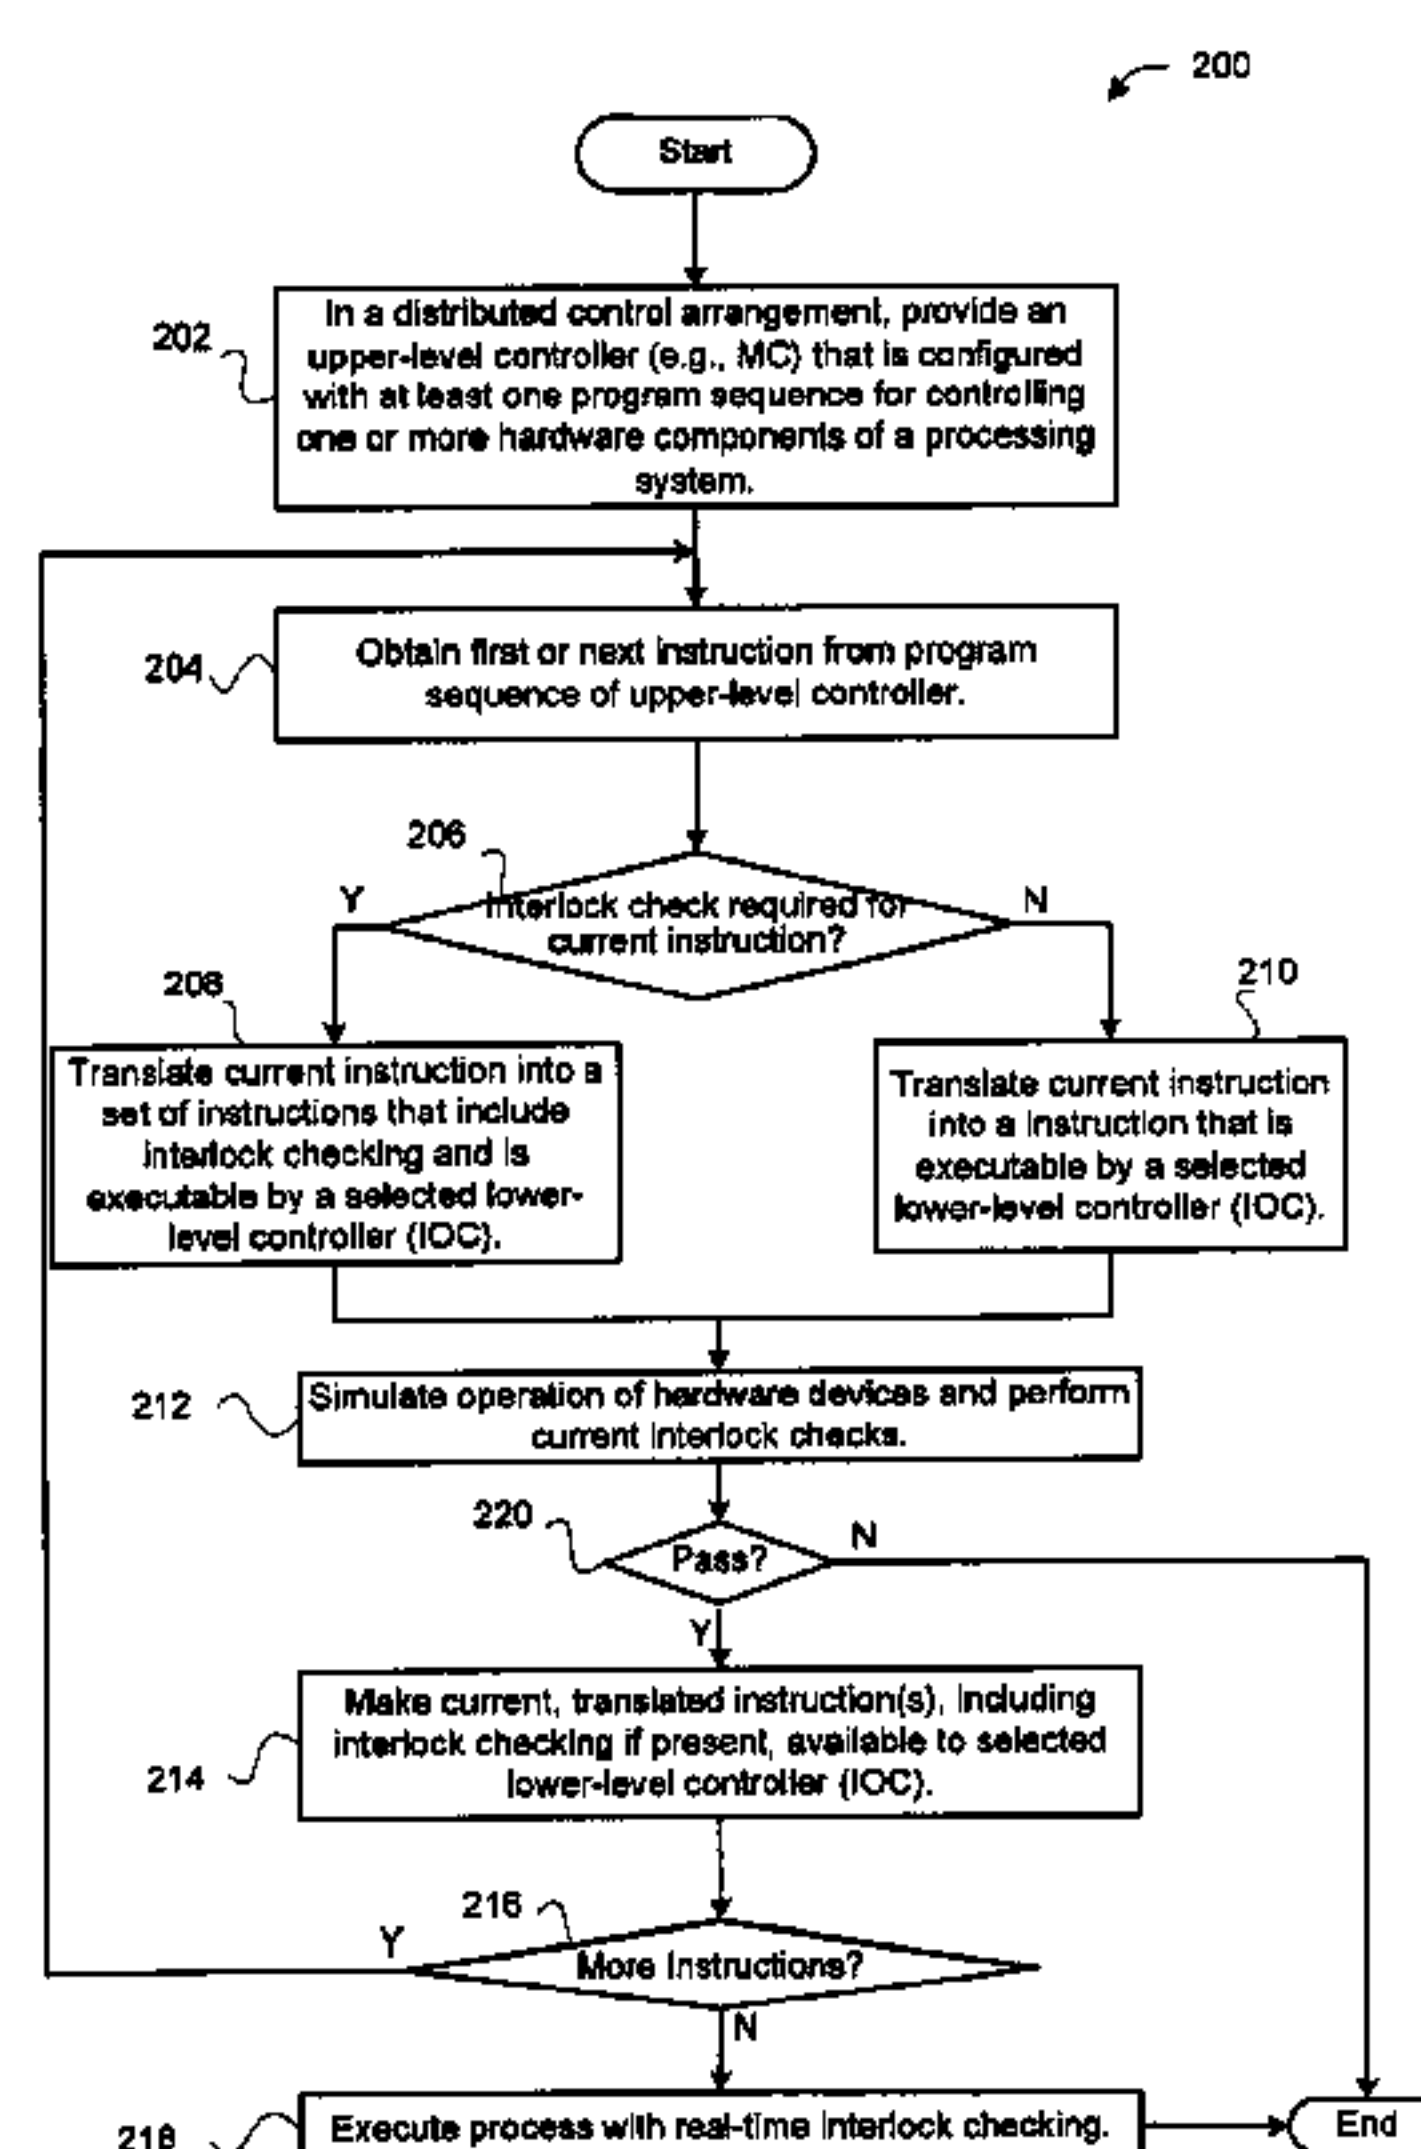 200
Start
202
In a distributed control arrangement, provide an
upper-level controller (e.g., MC) that is configured
with at least one program sequence for controlling
one or more hardware components of a processing
system.
204
Obtain first or next instruction from program
sequence of upper-level controller.
206
Y
N
Interlock check required for
current instruction?
208
210
Translate current instruction into a
set of instructions that include
interlock checking and is
executable by a selected lower-
level controller (IOC).
Translate current instruction
into a instruction that is
executable by a selected
lower-level controller (IOC).
212
Simulate operation of hardware devices and perform
current interlock checks.
220
Pass?
N
Y
214
Make current, translated instruction(s), including
interlock checking if present, available to selected
lower-level controller (IOC).
216
Y
More Instructions?
N
218
Execute process with real-time interlock checking.
End